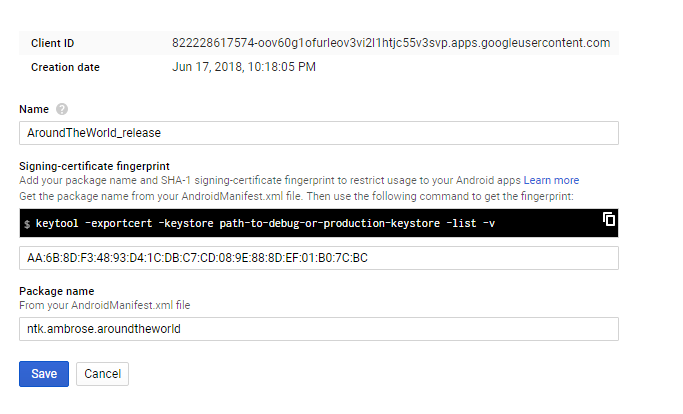 Client ID 822228617574-oov60g1ofurleov3vi2l1htjc55v3svp.apps.googleusercontent.com
Creation date Jun 17, 2018, 10:18:05 PM
Name ?
AroundTheWorld_release
Signing-certificate fingerprint
Add your package name and SHA-1 signing-certificate fingerprint to restrict usage to your Android apps Learn more
Get the package name from your AndroidManifest.xml file. Then use the following command to get the fingerprint:
$ keytool -exportcert -keystore path-to-debug-or-production-keystore -list -v
AA:6B:8D:F3:48:93:D4:1C:DB:C7:CD:08:9E:88:8D:EF:01:B0:7C:BC
Package name
From your AndroidManifest.xml file
ntk.ambrose.aroundtheworld
Save Cancel